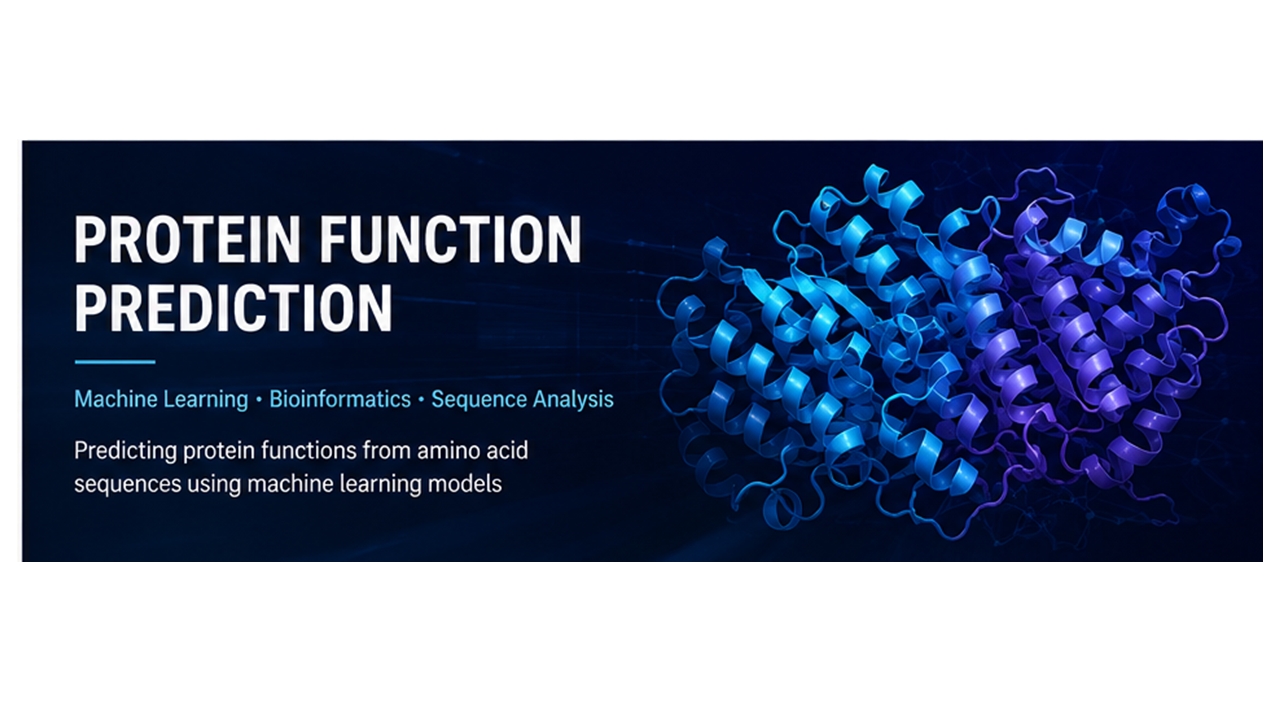 PROTEIN FUNCTION
PREDICTION
Machine Learning • Bioinformatics • Sequence Analysis
Predicting protein functions from amino acid
sequences using machine learning models